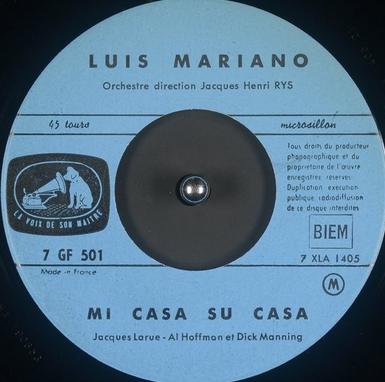 LUIS MARIANO
Orchestre direction Jacques Henri RYS
45 tours
microsillon
Tous droits du producteur
phonographique et du
propriétaire de l'œuvre
enregistrée réservés
Duplication exécution
publique, radiodiffusion
de ce disque interdites
LA VOIX DE SON MAITRE
BIEM
7 GF 501
7 XLA 1405
Made in France
M
MI CASA SU CASA
Jacques Larue - Al Hoffman et Dick Manning